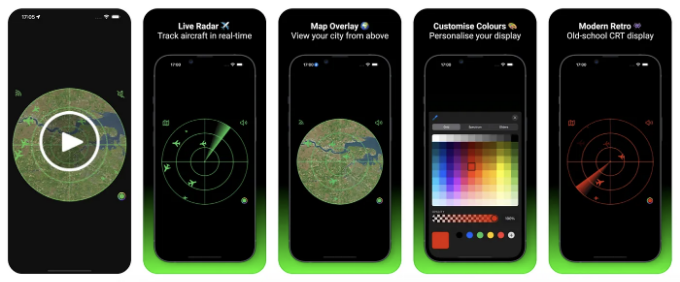 17:05
Live Radar ✈️
Track aircraft in real-time
17:00
Map Overlay 🌍
View your city from above
17:00
Customise Colours 🎨
Personalise your display
17:00
Grid
Spectrum
Sliders
OPACITY
100%
Modern Retro 👾
Old-school CRT display
17:00